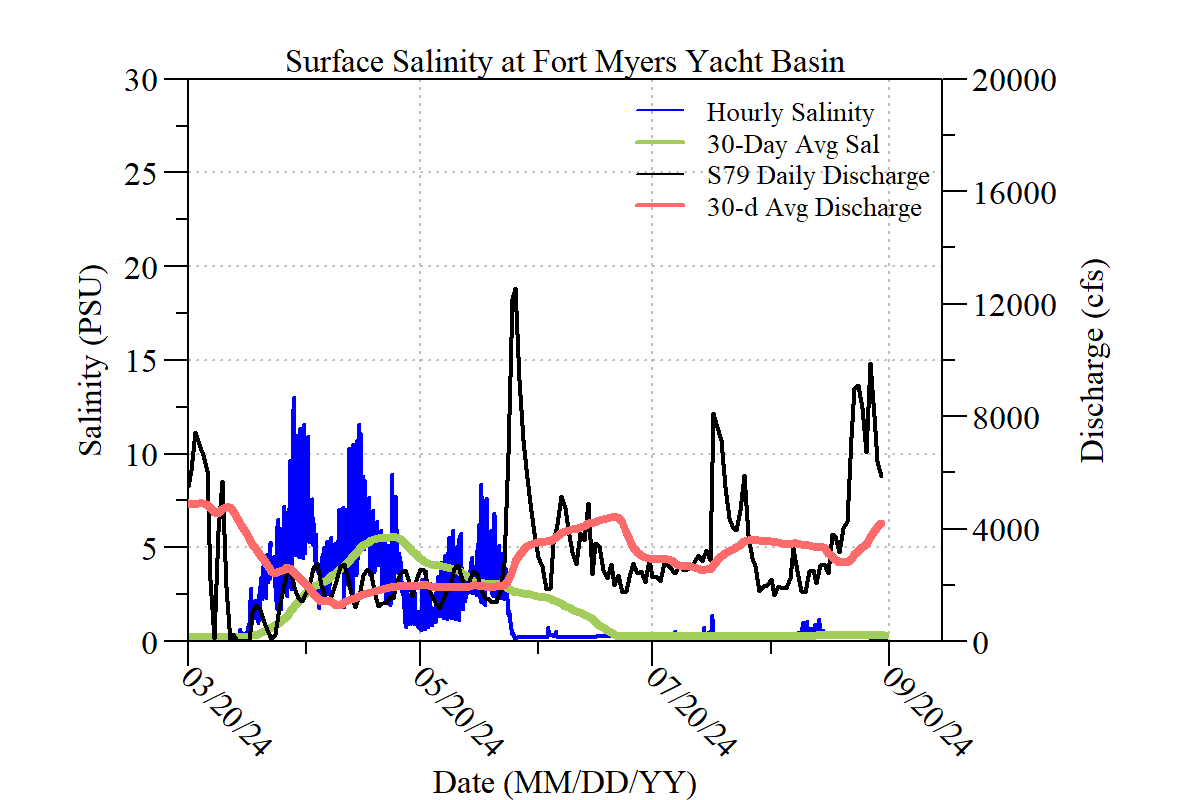 Surface Salinity at Fort Myers Yacht Basin
Hourly Salinity
30-Day Avg Sal
S79 Daily Discharge
30-d Avg Discharge
30
25
20
15
10
5
0
Salinity (PSU)
20000
16000
12000
8000
4000
0
Discharge (cfs)
03/20/24
05/20/24
07/20/24
09/20/24
Date (MM/DD/YY)